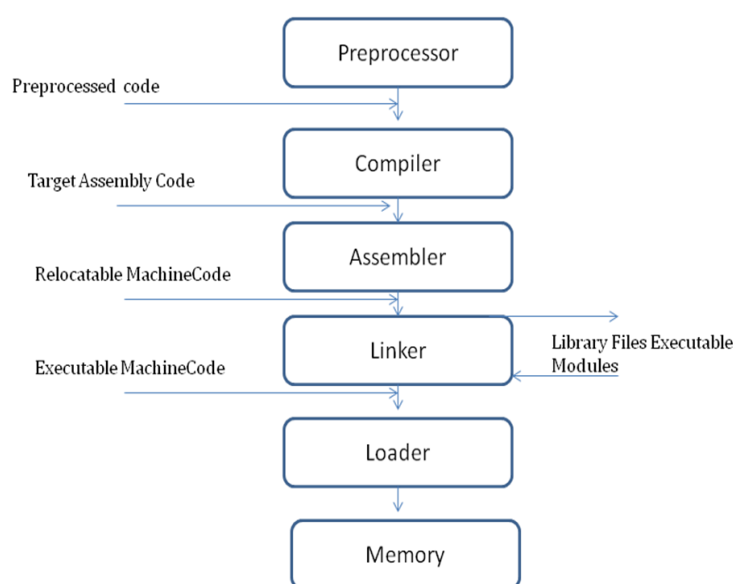 Preprocessor
Preprocessed code
Compiler
Target Assembly Code
Assembler
Relocatable MachineCode
Linker
Library Files Executable
Modules
Executable MachineCode
Loader
Memory